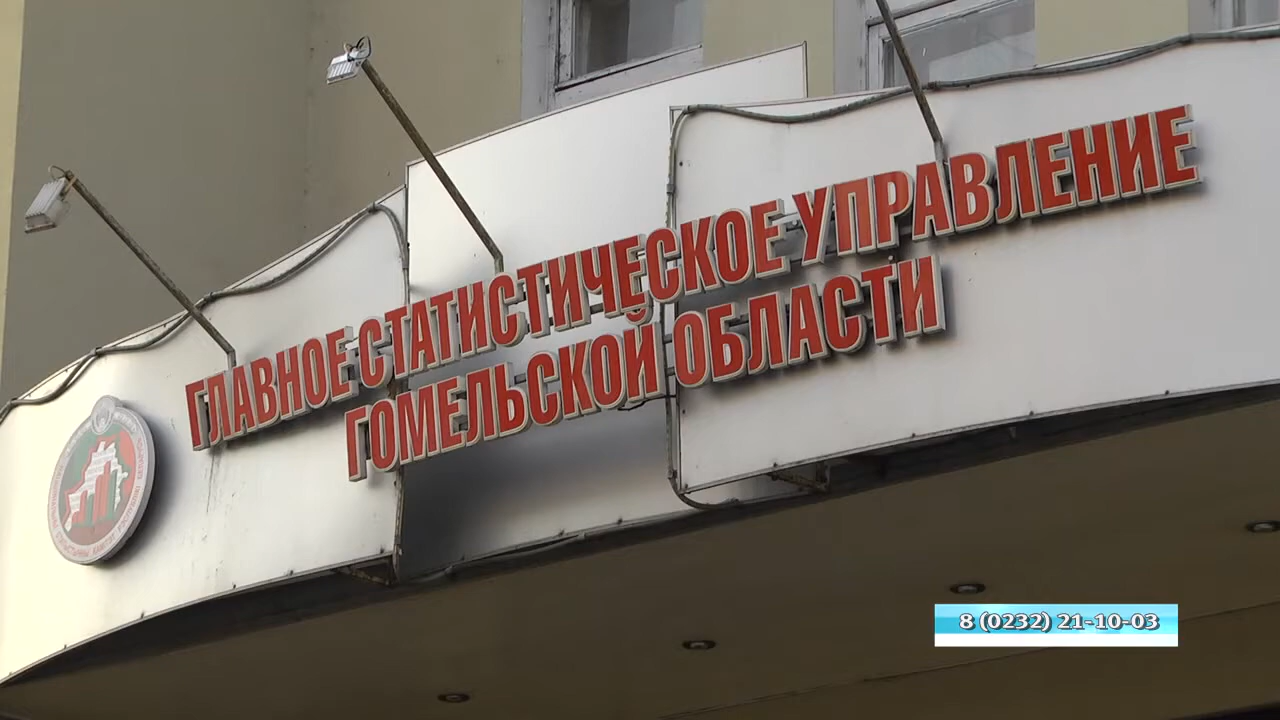 ГЛАВНОЕ СТАТИСТИЧЕСКОЕ УПРАВЛЕНИЕ
ГОМЕЛЬСКОЙ ОБЛАСТИ
8 (0232) 21-10-03